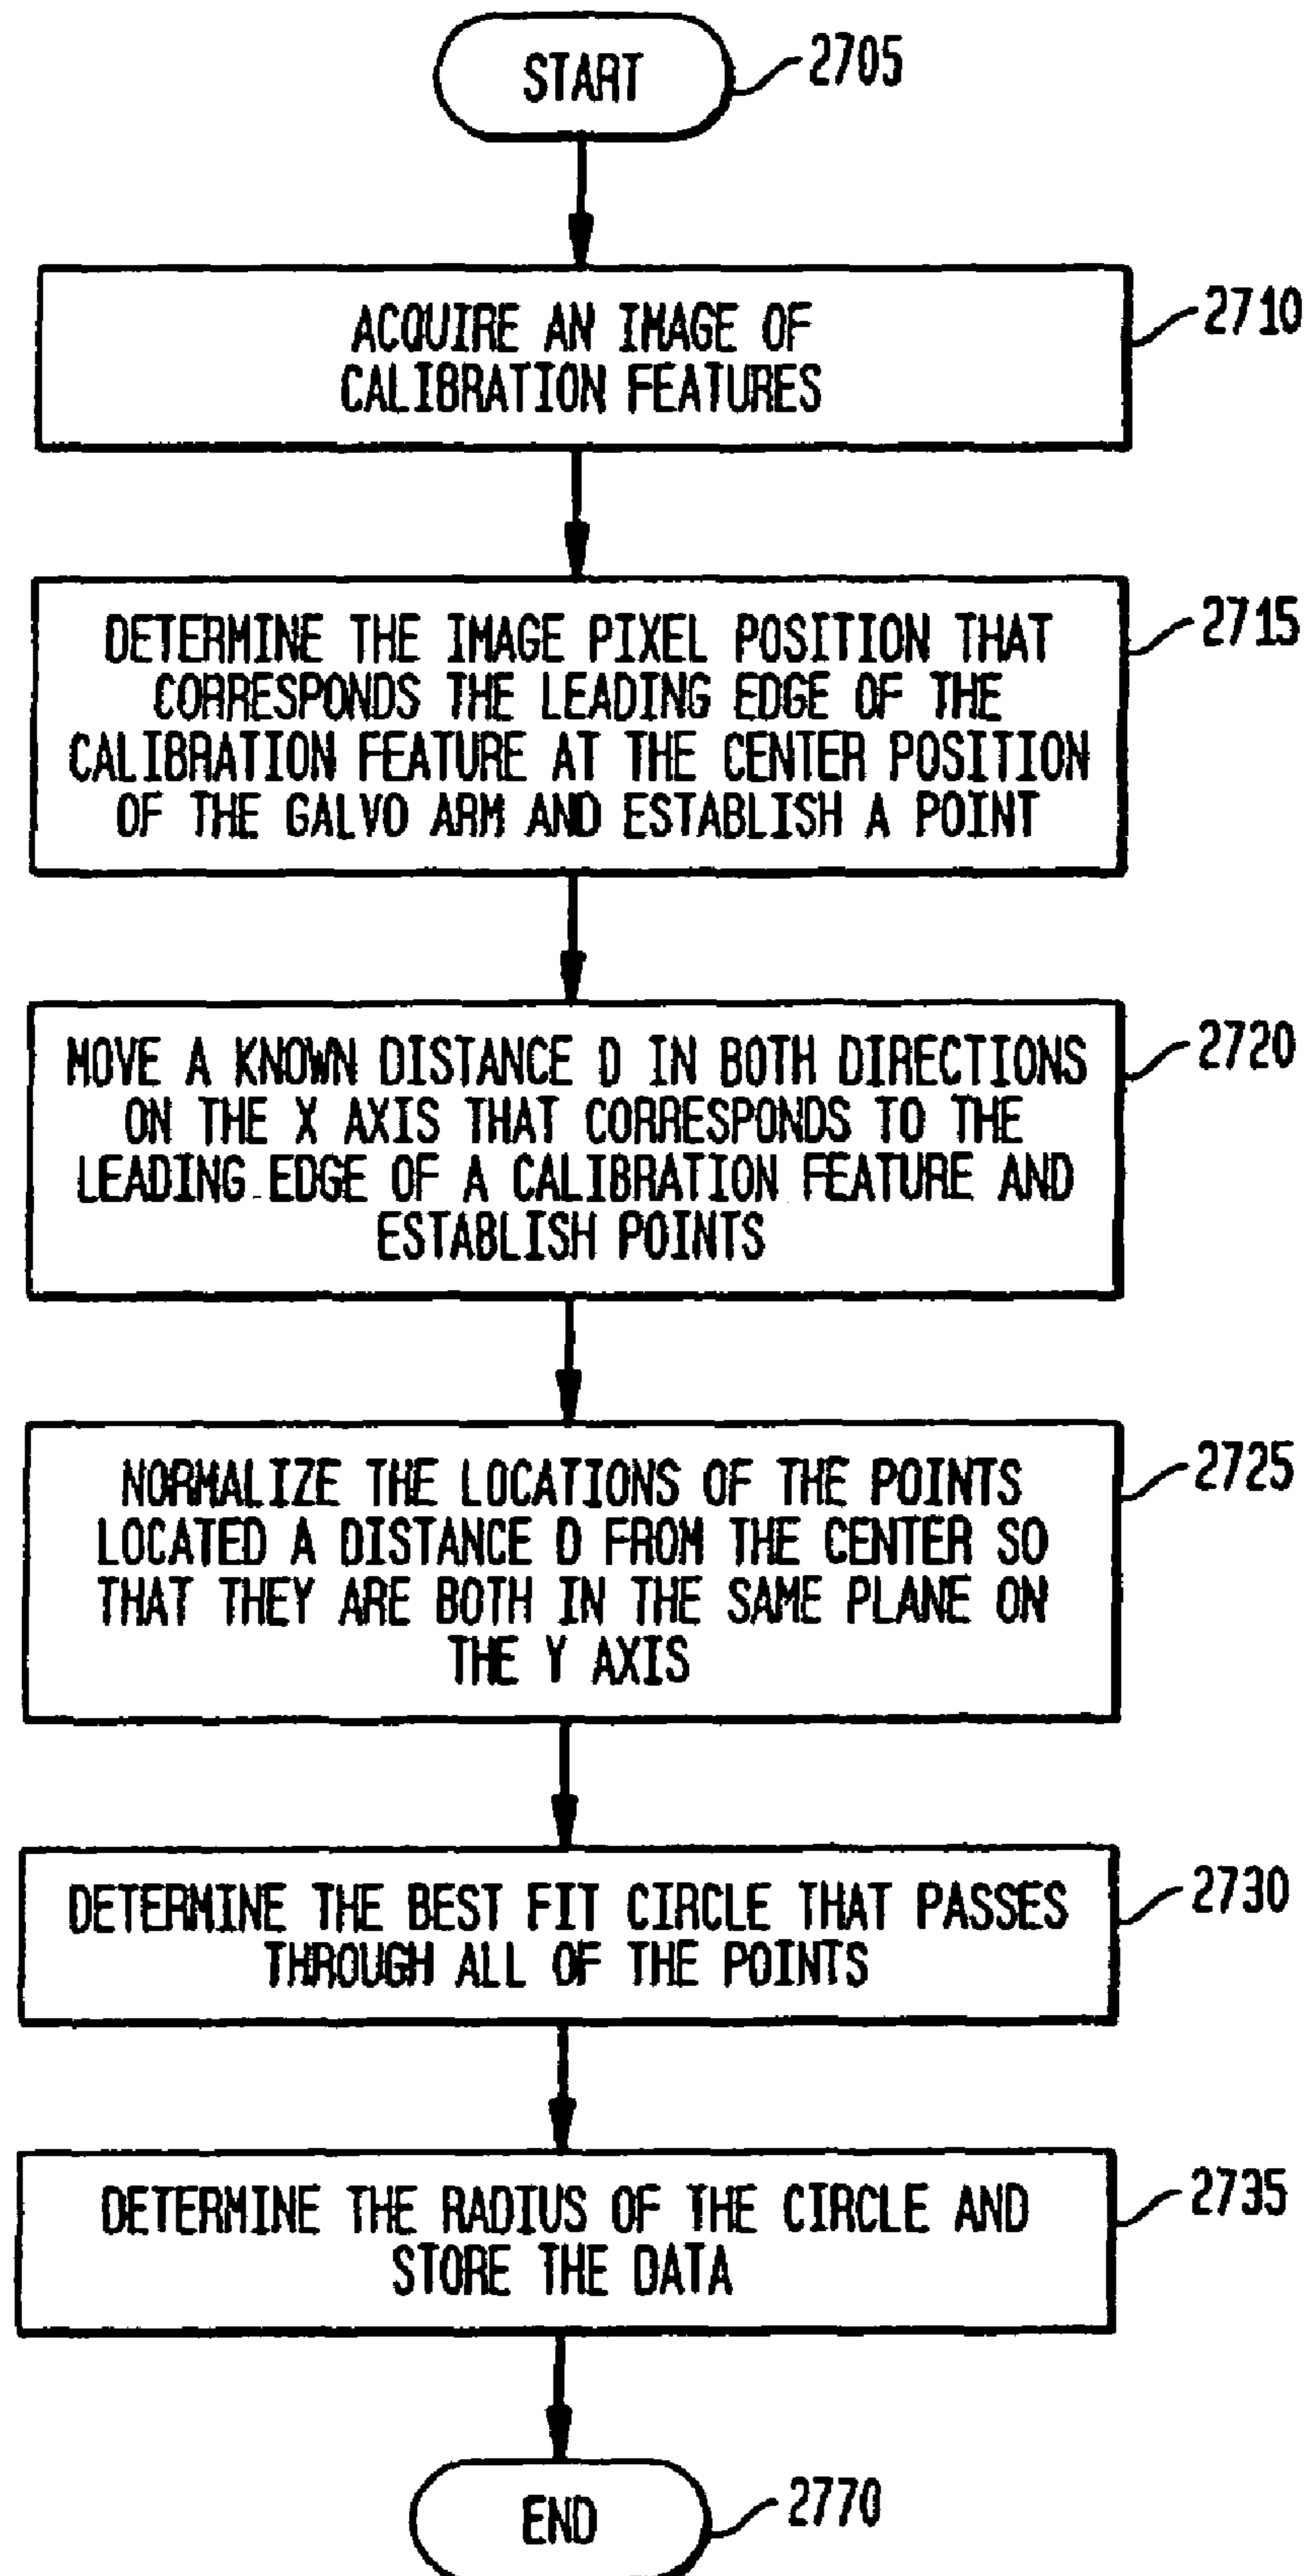 START
2705
ACQUIRE AN IMAGE OF
CALIBRATION FEATURES
2710
DETERMINE THE IMAGE PIXEL POSITION THAT
CORRESPONDS THE LEADING EDGE OF THE
CALIBRATION FEATURE AT THE CENTER POSITION
OF THE GALVO ARM AND ESTABLISH A POINT
2715
MOVE A KNOWN DISTANCE D IN BOTH DIRECTIONS
ON THE X AXIS THAT CORRESPONDS TO THE
LEADING EDGE OF A CALIBRATION FEATURE AND
ESTABLISH POINTS
2720
NORMALIZE THE LOCATIONS OF THE POINTS
LOCATED A DISTANCE D FROM THE CENTER SO
THAT THEY ARE BOTH IN THE SAME PLANE ON
THE Y AXIS
2725
DETERMINE THE BEST FIT CIRCLE THAT PASSES
THROUGH ALL OF THE POINTS
2730
DETERMINE THE RADIUS OF THE CIRCLE AND
STORE THE DATA
2735
END
2770